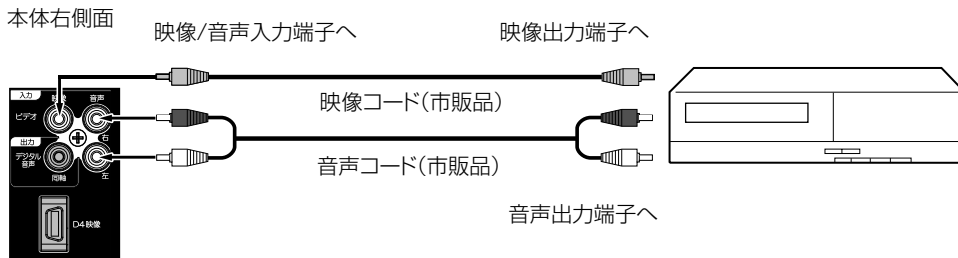 本体右側面
映像/音声入力端子へ
映像出力端子へ
入力
映像
音声
ビデオ
右
出力
デジタル
音声
同軸
左
D4映像
映像コード(市販品)
音声コード(市販品)
音声出力端子へ